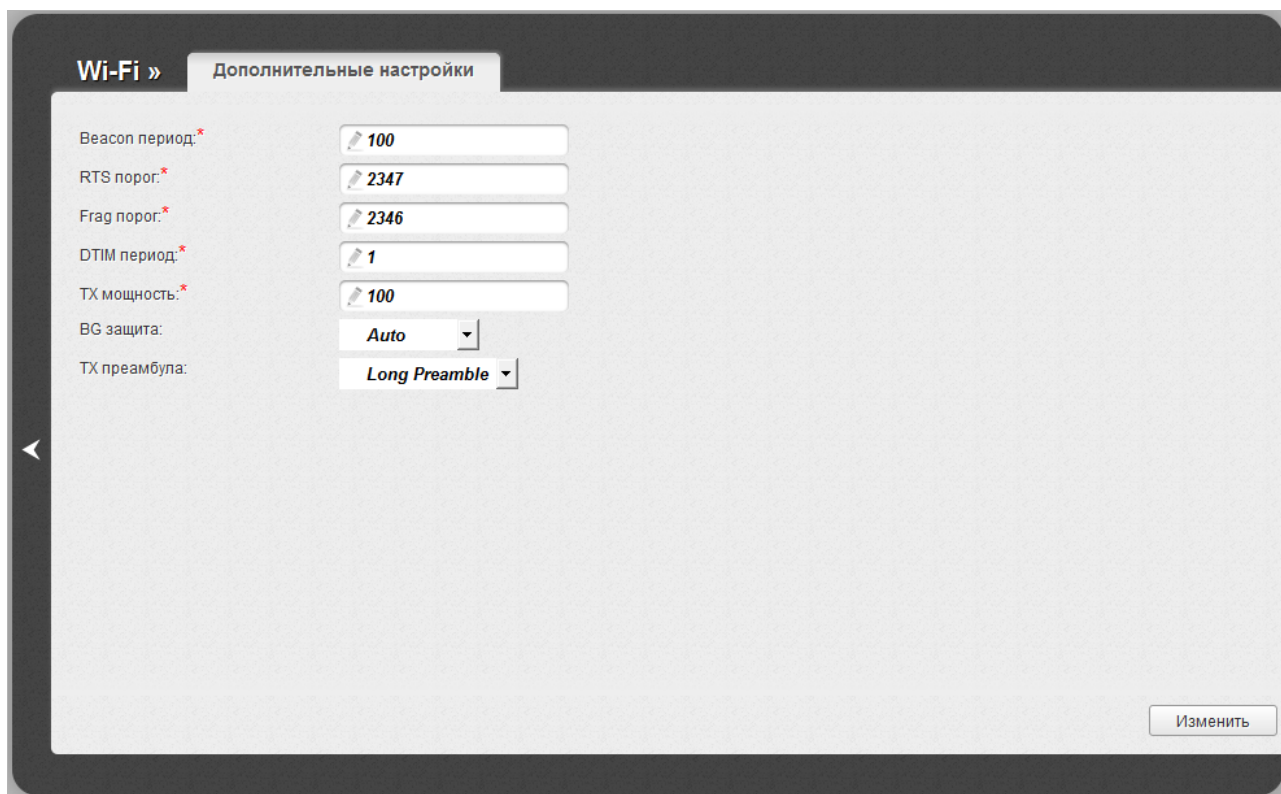 Wi-Fi » Дополнительные настройки
Beacon период:* 100
RTS порог:* 2347
Frag порог:* 2346
DTIM период:* 1
TX мощность:* 100
BG защита: Auto
TX преамбула: Long Preamble
Изменить